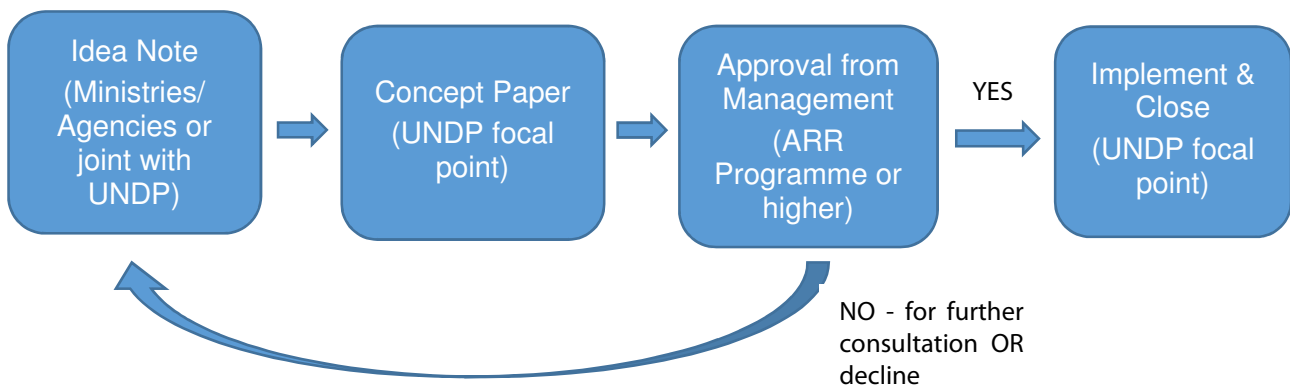 Idea Note
(Ministries/
Agencies or
joint with
UNDP)
Concept Paper
(UNDP focal
point)
Approval from
Management
(ARR
Programme or
higher)
YES
Implement &
Close
(UNDP focal
point)
NO - for further
consultation OR
decline